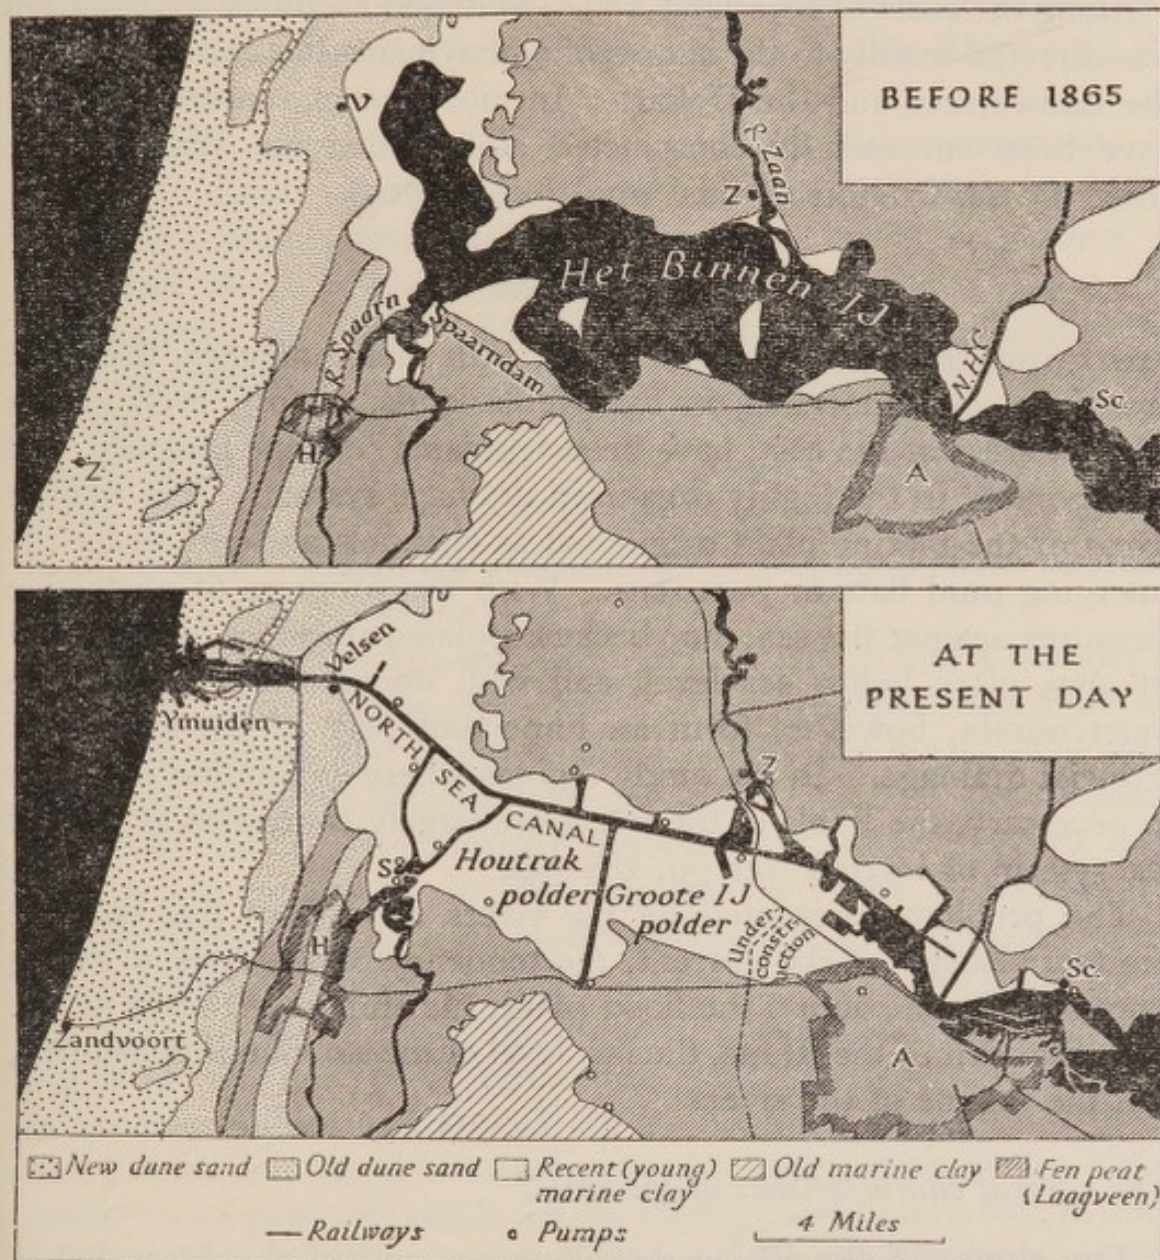 BEFORE 1865
V
R. Zaan
Z
Het Binnen IJ
R. Spaarn
Spaarndam
N.H.C
Sc.
H
A
Z
AT THE
PRESENT DAY
Velsen
Ymuiden
NORTH
SEA
CANAL
Z
S
Houtrak
polder
Groote IJ
polder
Under
constr-
uction
H
Sc.
Zandvoort
A
New dune sand
Old dune sand
Recent (young)
marine clay
Old marine clay
Fen peat
(Laagveen)
Railways
Pumps
4 Miles